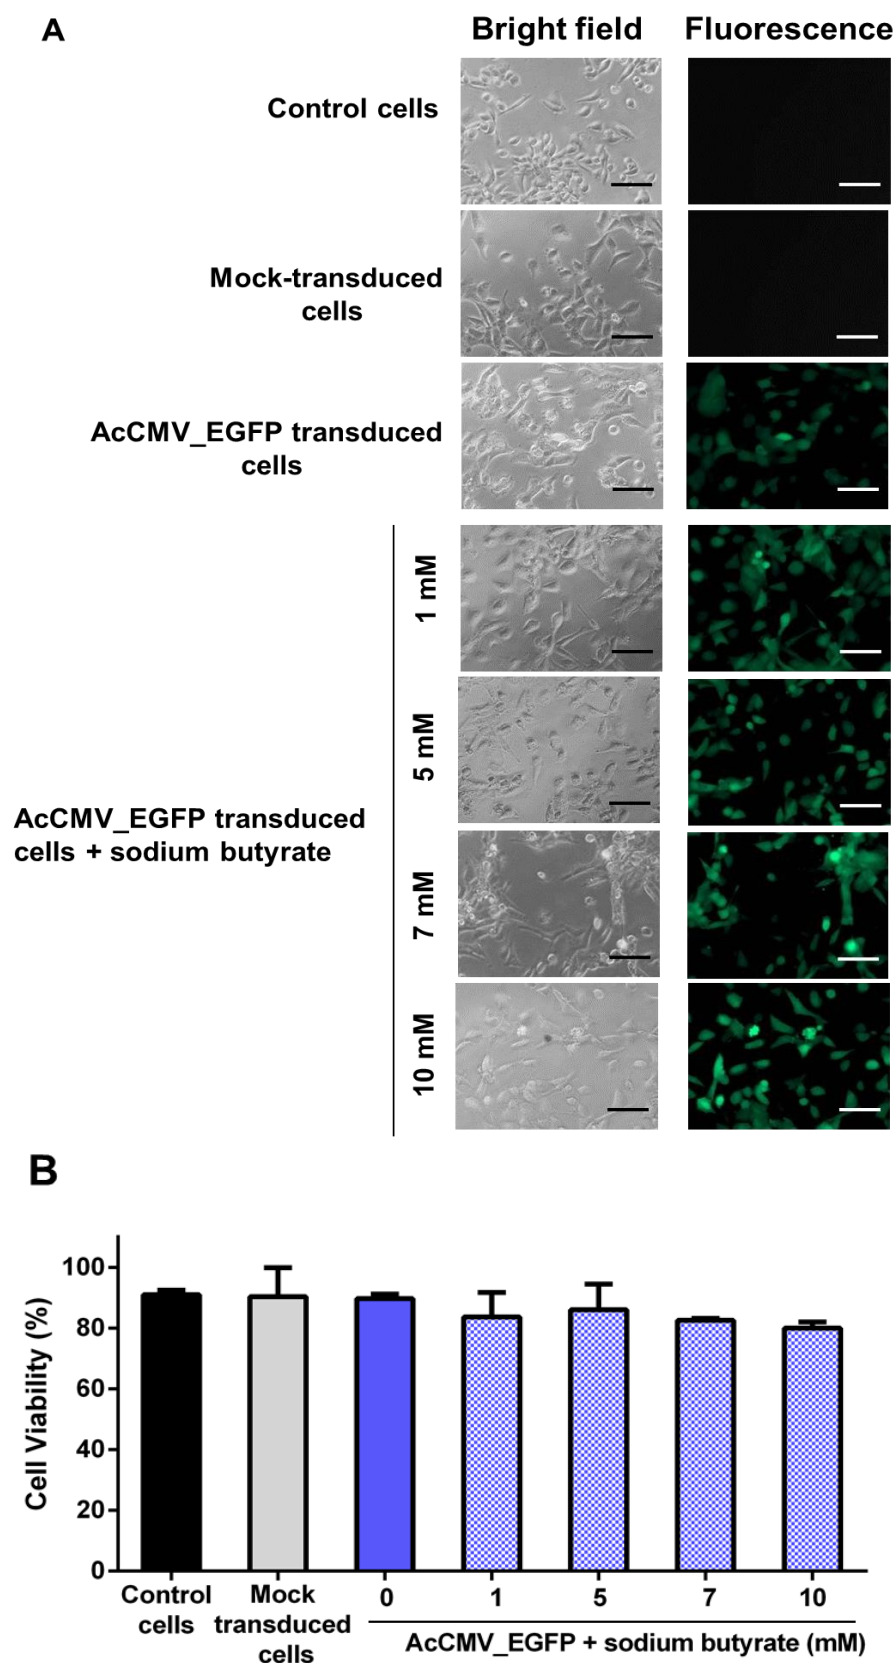 A
Bright field Fluorescence
Control cells
Mock-transduced
cells
AcCMV_EGFP transduced
cells
1 mM
5 mM
AcCMV_EGFP transduced
cells + sodium butyrate
7 mM
10 mM
B
Cell Viability (%)
100
80
60
40
20
0
Control
cells
Mock
transduced
cells
0 1 5 7 10
AcCMV_EGFP + sodium butyrate (mM)